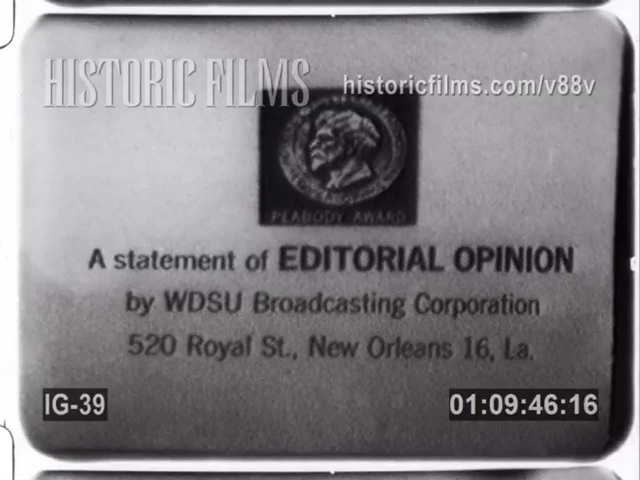 HISTORIC FILMS
historicfilms.com/v88v
PEABODY AWARD
A statement of EDITORIAL OPINION
by WDSU Broadcasting Corporation
520 Royal St., New Orleans 16, La.
IG-39
01:09:46:16